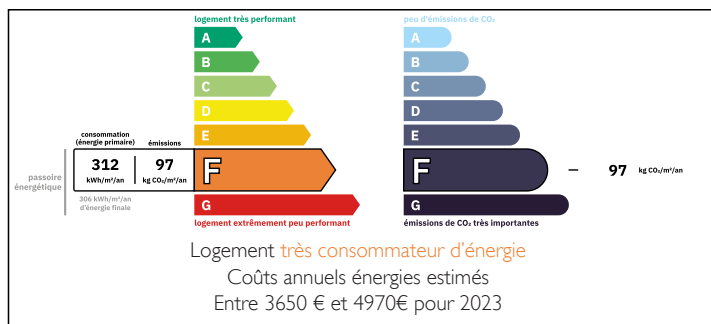 logement très performant
A
B
C
D
E
consommation
(énergie primaire)
émissions
312
kWh/m²/an
97
kg CO₂/m²/an
F
passoire
énergétique
306 kWh/m²/an
d'énergie finale
G
logement extrêmement peu performant
peu d'émissions de CO₂
A
B
C
D
E
F
97 kg CO₂/m²/an
G
émissions de CO₂ très importantes
Logement très consommateur d'énergie
Coûts annuels énergies estimés
Entre 3650 € et 4970€ pour 2023